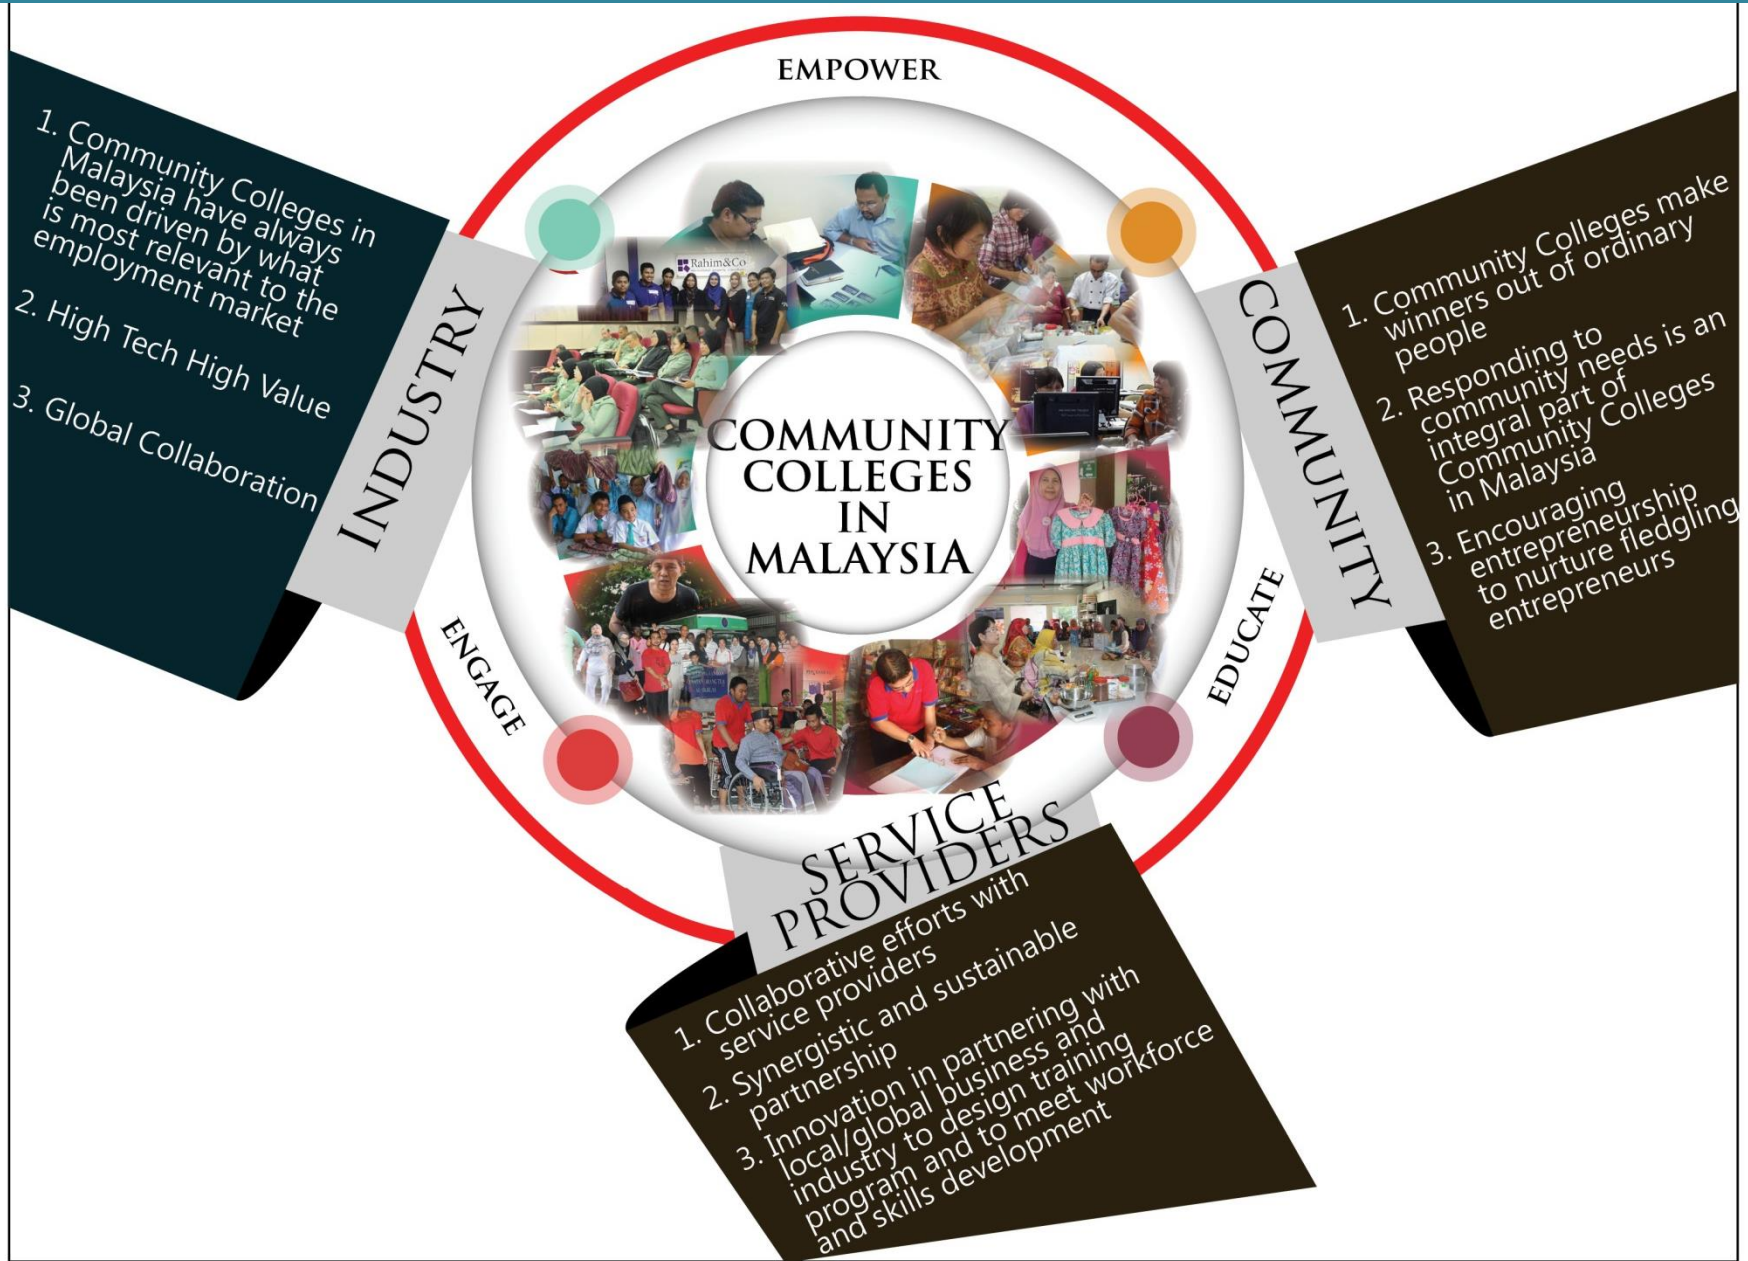 EMPOWER
1. Community Colleges in
Malaysia have always
been driven by what
is most relevant to the
employment market
2. High Tech High Value
3. Global Collaboration
INDUSTRY
Rahim&Co
COMMUNITY
COLLEGES
IN
MALAYSIA
COMMUNITY
1. Community Colleges make
winners out of ordinary
people
2. Responding to
community needs is an
integral part of
Community Colleges
in Malaysia
3. Encouraging
entrepreneurship
to nurture fledgling
entrepreneurs
ENGAGE
EDUCATE
SERVICE
PROVIDERS
1. Collaborative efforts with
service providers
2. Synergistic and sustainable
partnership
3. Innovation in partnering with
local/global business and
industry to design training
program and to meet workforce
and skills development